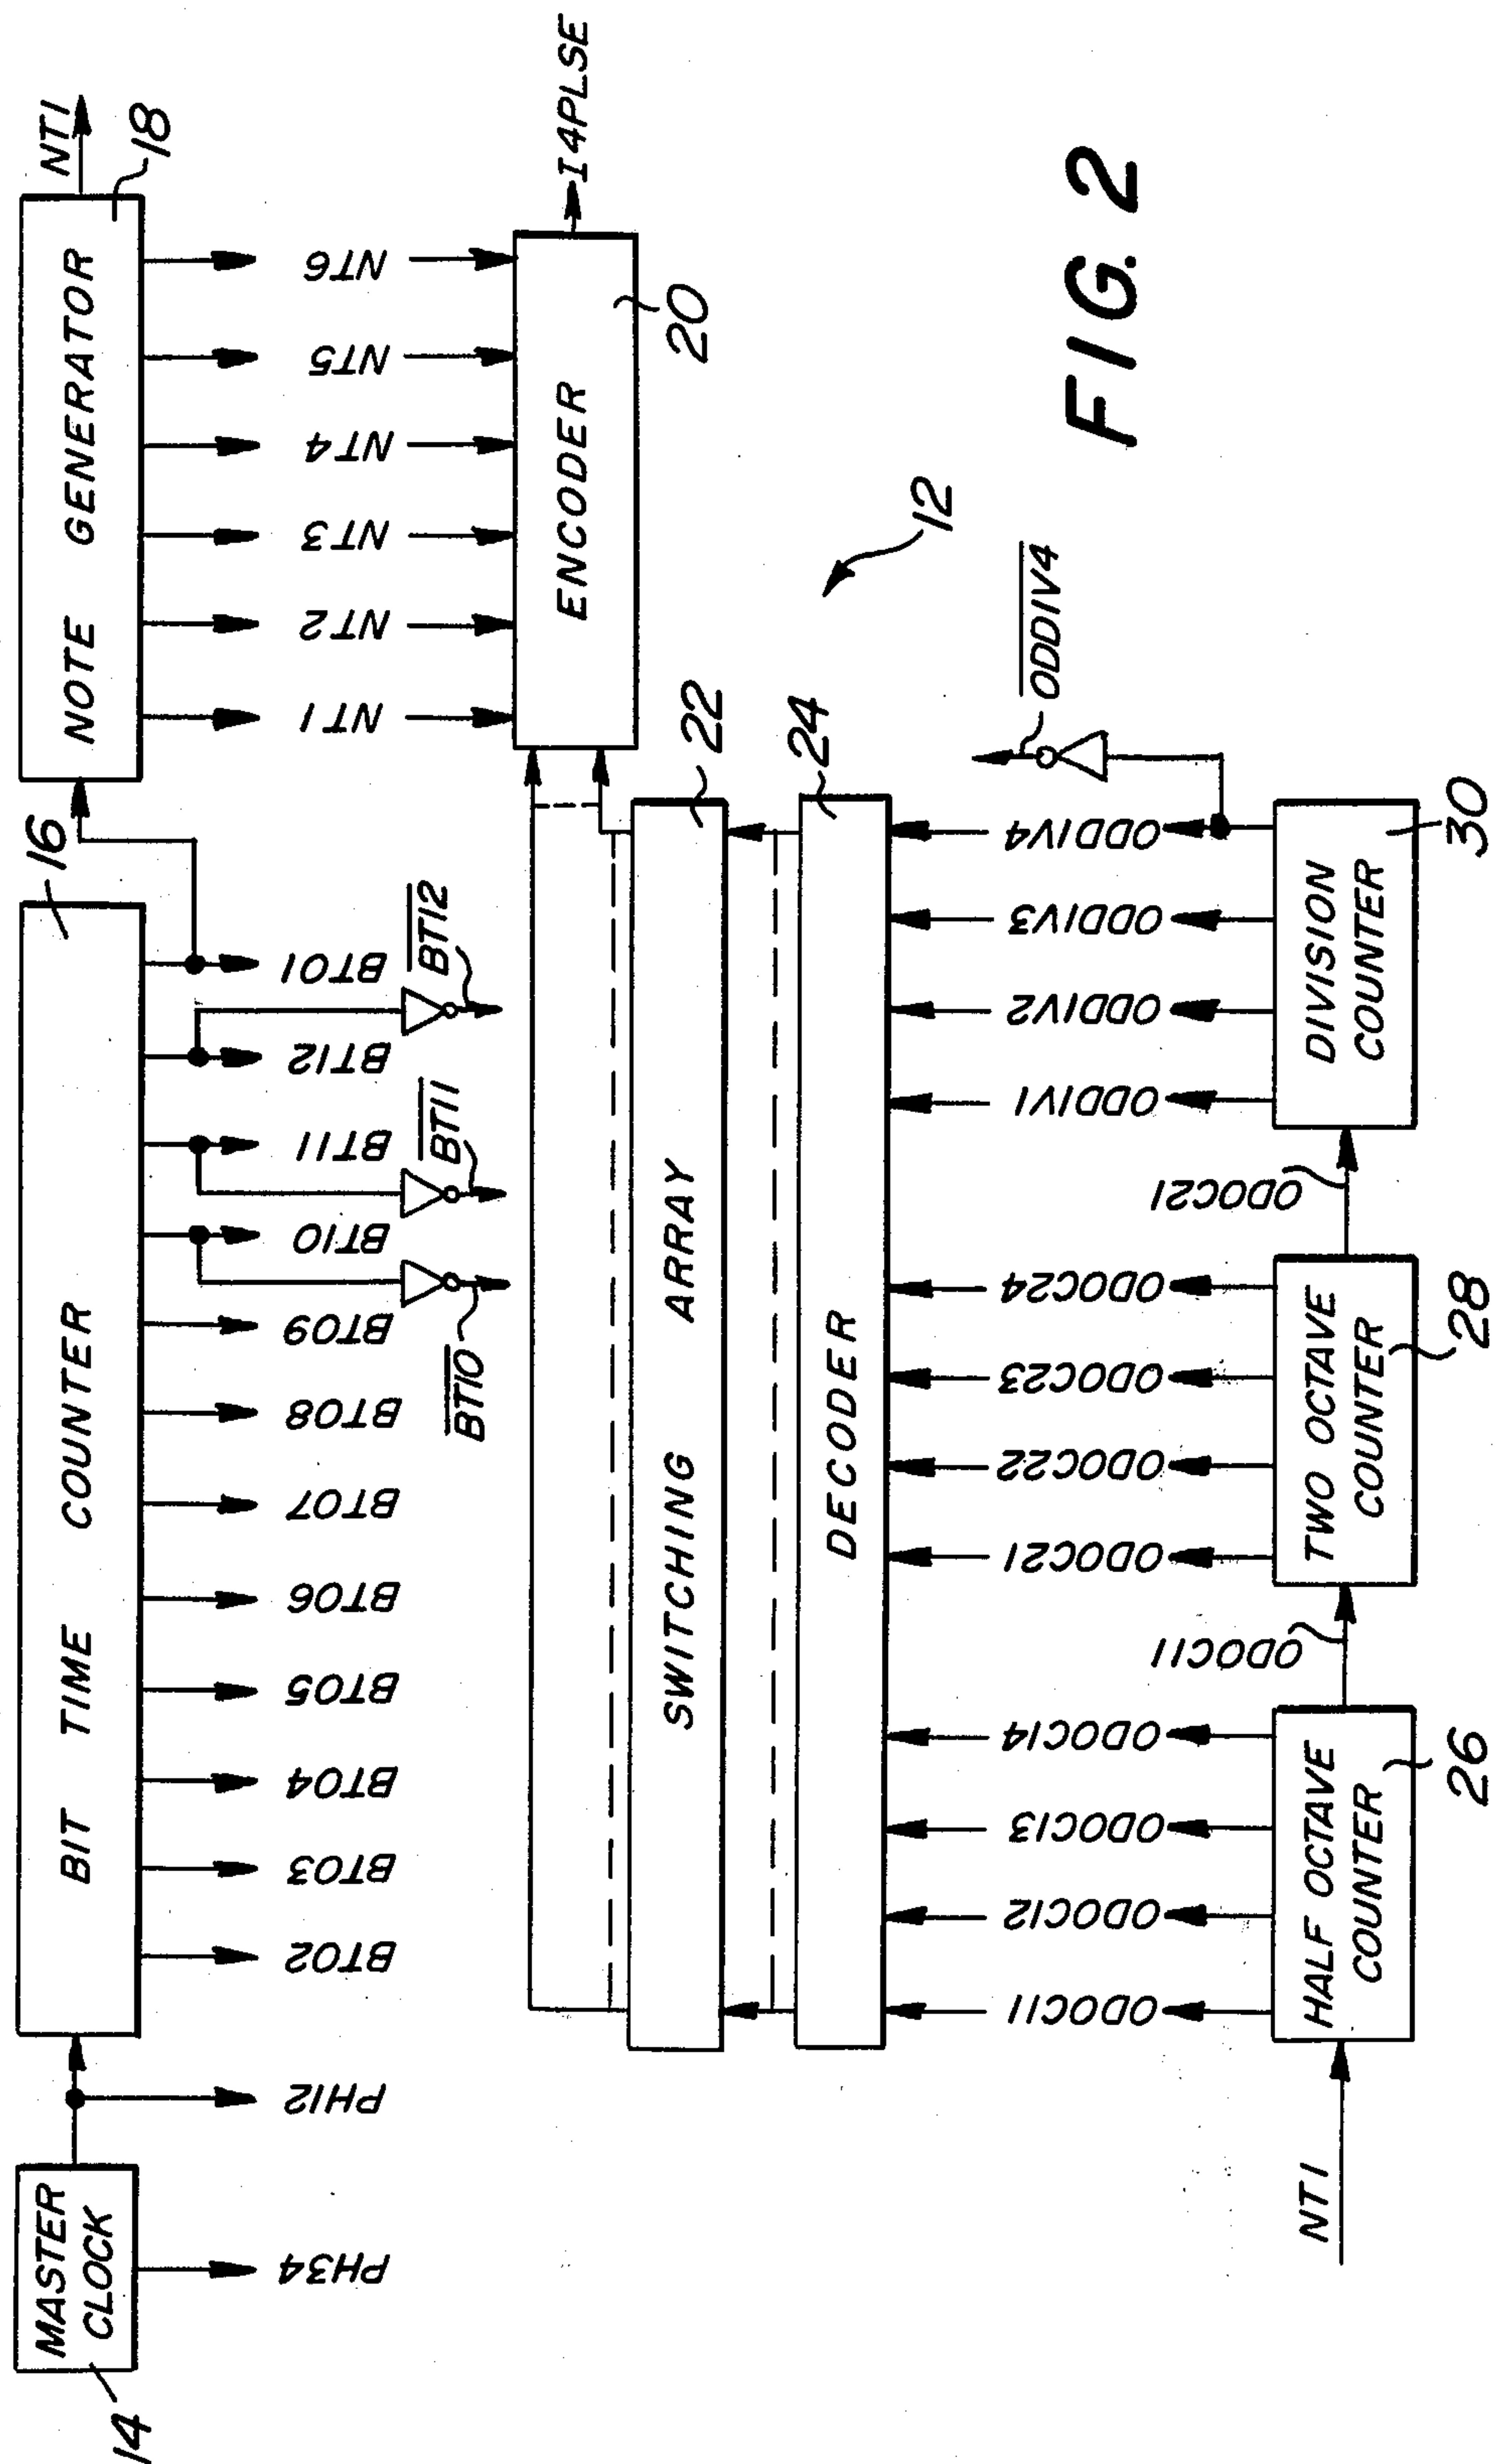 MASTER
CLOCK
14
PH34
PH12
BIT TIME COUNTER
16
BT02
BT03
BT04
BT05
BT06
BT07
BT08
BT09
BT10
BT11
BT12
BT01
BT10
BT11
BT12
NOTE GENERATOR
18
NT1
NT1
NT2
NT3
NT4
NT5
NT6
ENCODER
20
I4PLSE
SWITCHING ARRAY
22
DECODER
24
12
ODOC11
ODOC12
ODOC13
ODOC14
ODOC21
ODOC22
ODOC23
ODOC24
ODDIV1
ODDIV2
ODDIV3
ODDIV4
ODDIV4
NT1
HALF OCTAVE
COUNTER
26
ODOC11
TWO OCTAVE
COUNTER
28
ODOC21
DIVISION
COUNTER
30
FIG. 2